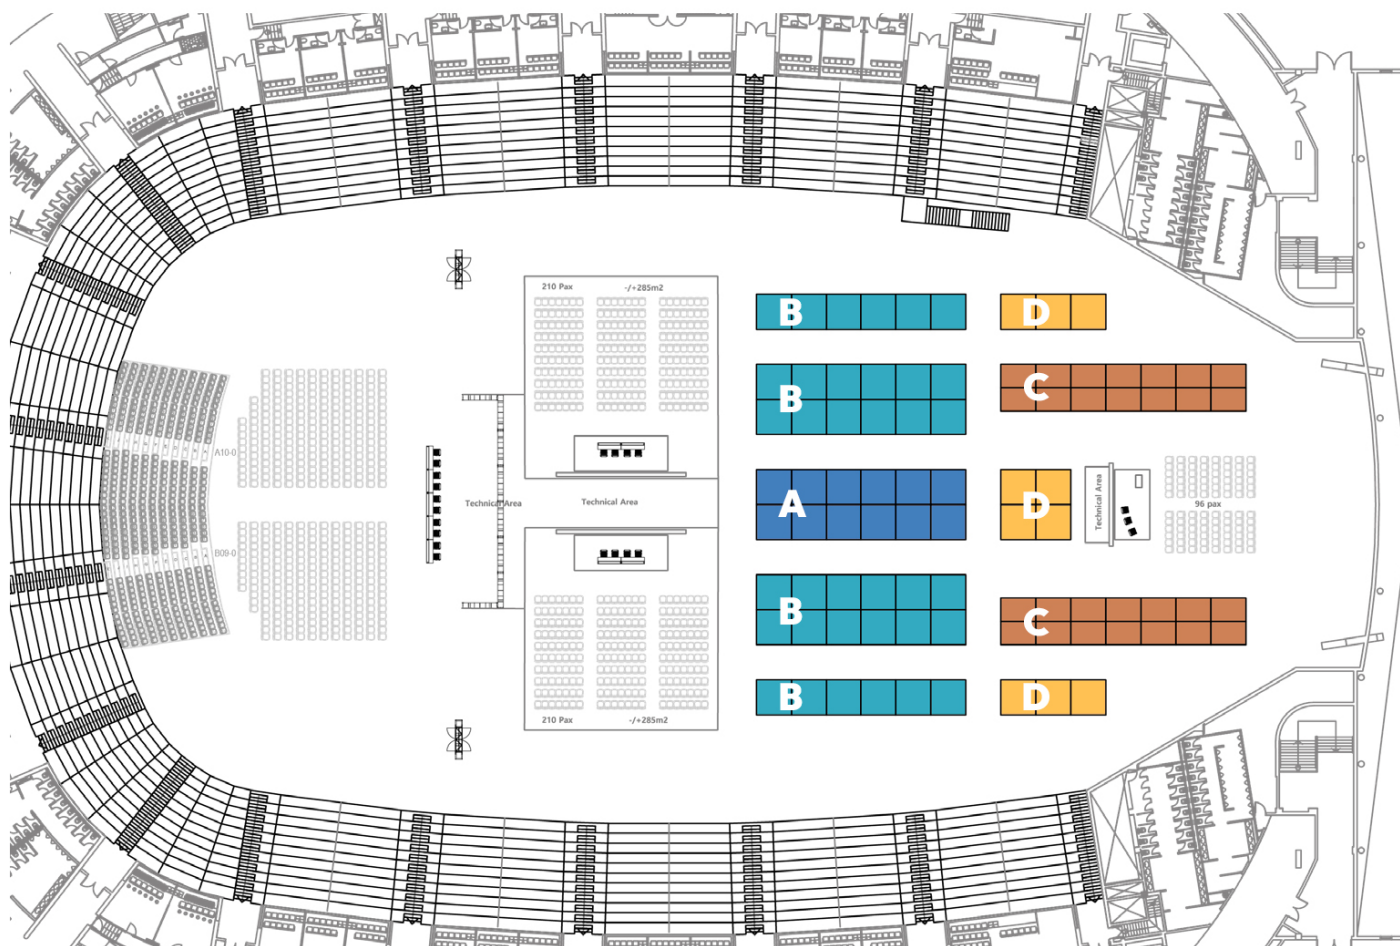 210 Pax
-/+285m2
B
D
B
C
A10-0
Technical Area
Technical Area
A
D
Technical Area
96 pax
B09-0
B
C
210 Pax
-/+285m2
B
D